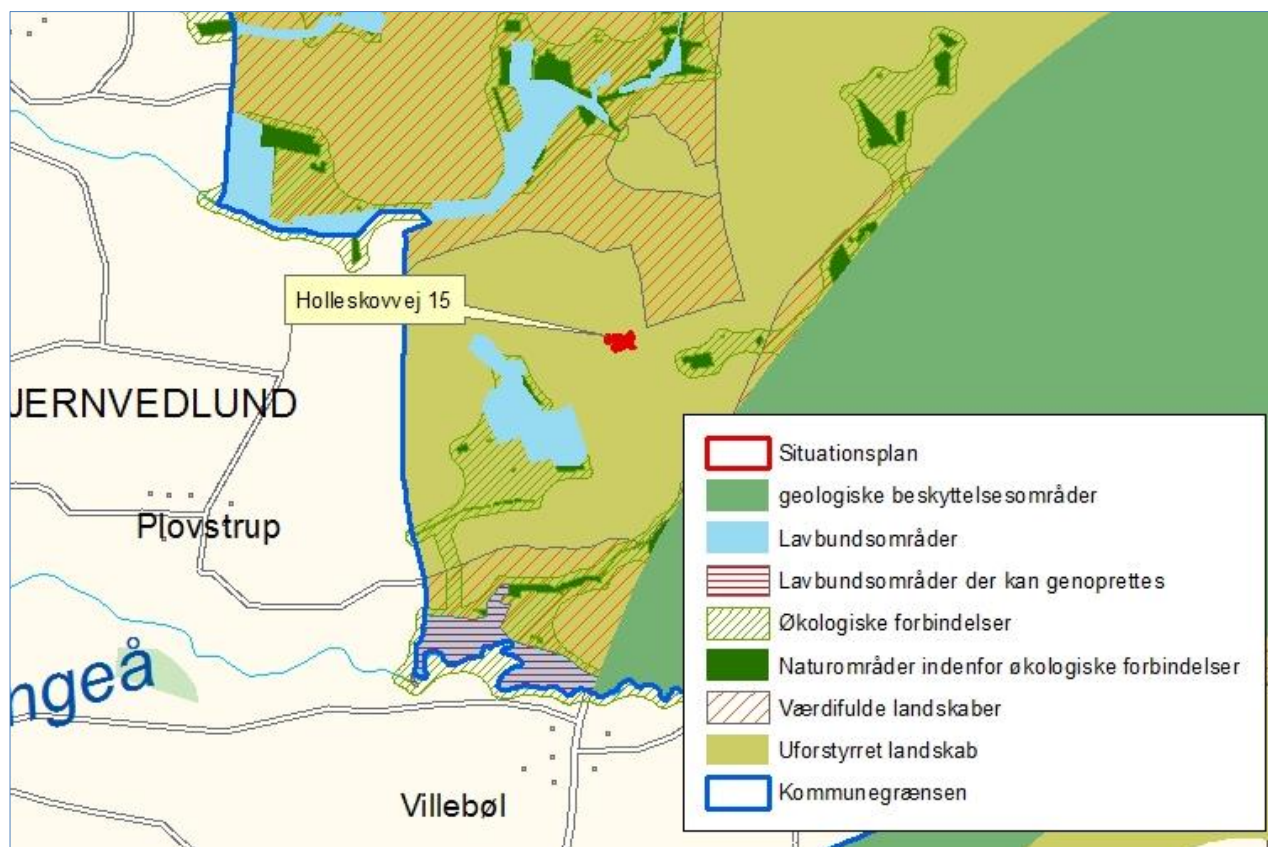 Holleskovvej 15
JERNVEDLUND
Plovstrup
ngeå
Villebøl
Situationsplan
geologiske beskyttelsesområder
Lavbundsområder
Lavbundsområder der kan genoprettes
Økologiske forbindelser
Naturområder indenfor økologiske forbindelser
Værdifulde landskaber
Uforstyrret landskab
Kommunegrænsen